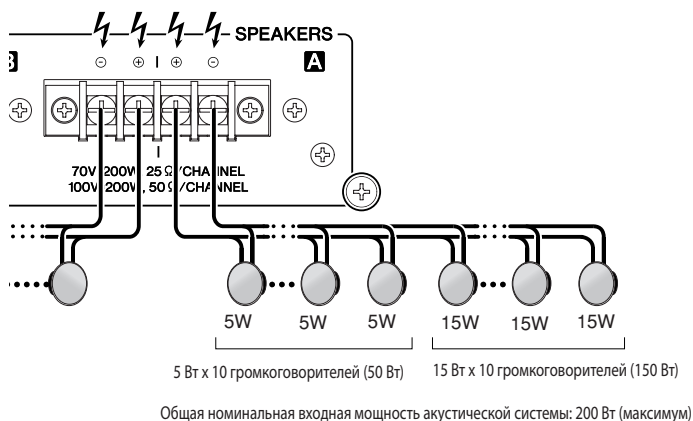 SPEAKERS
B A
⊖ ⊕ ⊕ ⊖
70V 200W, 25 Ω/CHANNEL
100V 200W, 50 Ω/CHANNEL
5W 5W 5W 15W 15W 15W
5 Вт x 10 громкоговорителей (50 Вт) 15 Вт x 10 громкоговорителей (150 Вт)
Общая номинальная входная мощность акустической системы: 200 Вт (максимум)